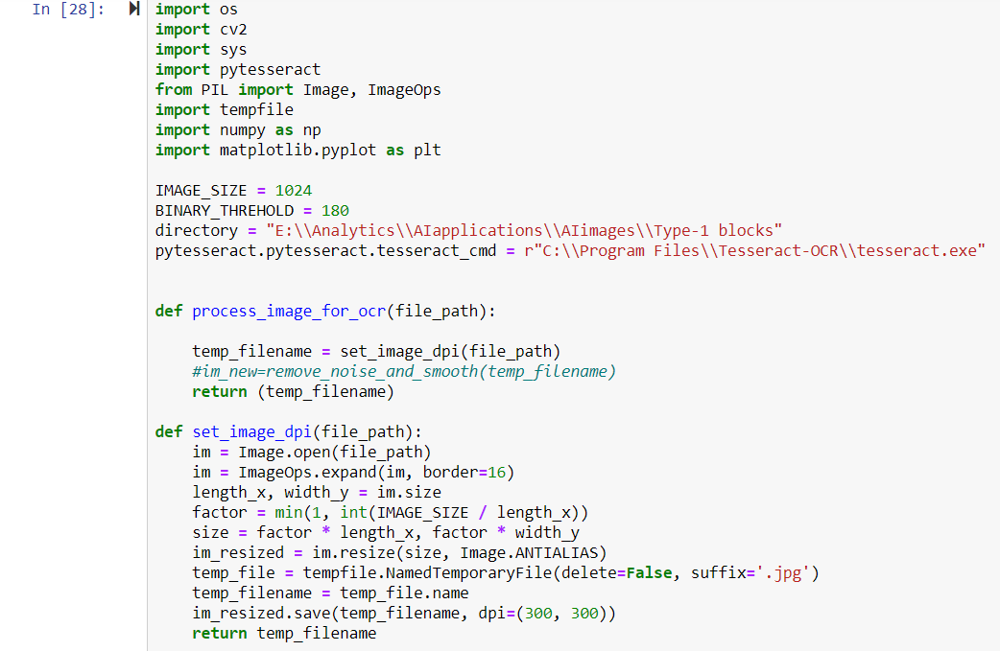 In [28]:
import os
import cv2
import sys
import pytesseract
from PIL import Image, ImageOps
import tempfile
import numpy as np
import matplotlib.pyplot as plt

IMAGE_SIZE = 1024
BINARY_THREHOLD = 180
directory = "E:\\Analytics\\AIapplications\\AIimages\\Type-1 blocks"
pytesseract.pytesseract.tesseract_cmd = r"C:\\Program Files\\Tesseract-OCR\\tesseract.exe"


def process_image_for_ocr(file_path):

    temp_filename = set_image_dpi(file_path)
    #im_new=remove_noise_and_smooth(temp_filename)
    return (temp_filename)

def set_image_dpi(file_path):
    im = Image.open(file_path)
    im = ImageOps.expand(im, border=16)
    length_x, width_y = im.size
    factor = min(1, int(IMAGE_SIZE / length_x))
    size = factor * length_x, factor * width_y
    im_resized = im.resize(size, Image.ANTIALIAS)
    temp_file = tempfile.NamedTemporaryFile(delete=False, suffix='.jpg')
    temp_filename = temp_file.name
    im_resized.save(temp_filename, dpi=(300, 300))
    return temp_filename